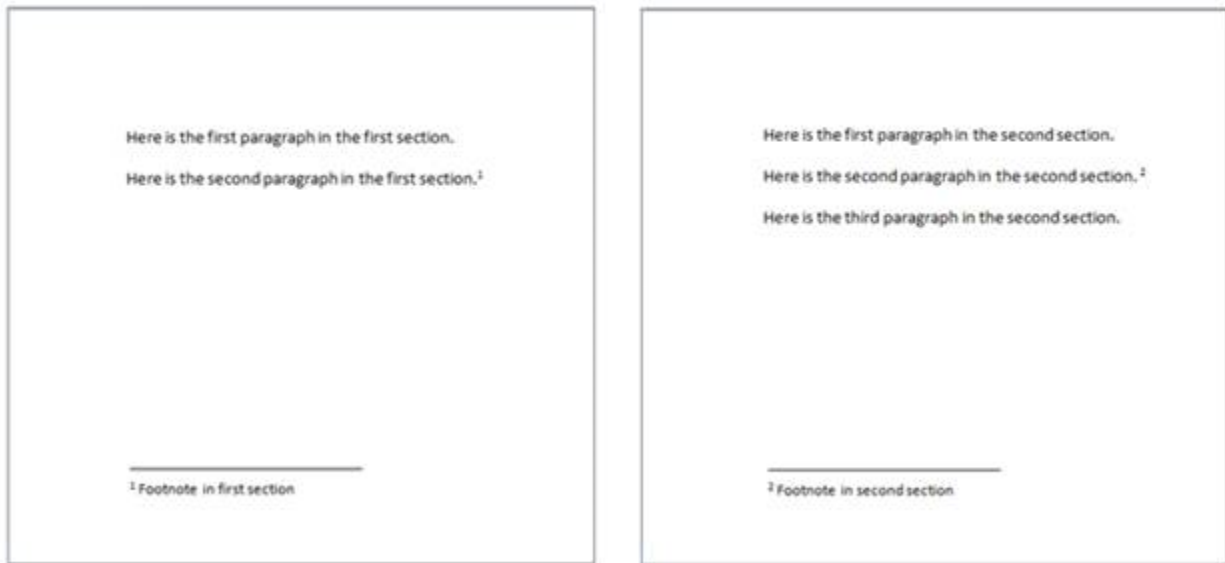 Here is the first paragraph in the first section.
Here is the second paragraph in the first section.¹
¹ Footnote in first section
Here is the first paragraph in the second section.
Here is the second paragraph in the second section. ²
Here is the third paragraph in the second section.
² Footnote in second section